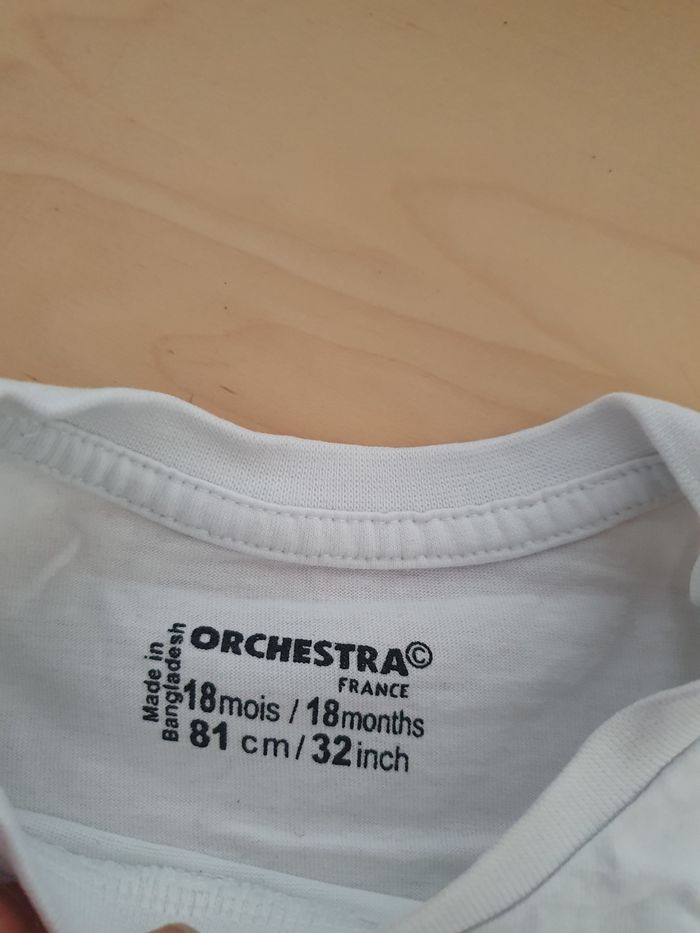 Made in
Bangladesh
ORCHESTRA©
FRANCE
18mois / 18months
81 cm / 32inch